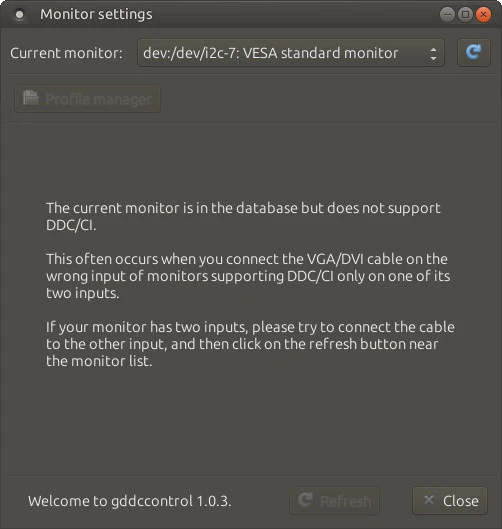 Monitor settings
Current monitor: dev:/dev/i2c-7: VESA standard monitor
Profile manager
The current monitor is in the database but does not support
DDC/CI.
This often occurs when you connect the VGA/DVI cable on the
wrong input of monitors supporting DDC/CI only on one of its
two inputs.
If your monitor has two inputs, please try to connect the cable
to the other input, and then click on the refresh button near
the monitor list.
Welcome to gddccontrol 1.0.3. Refresh Close